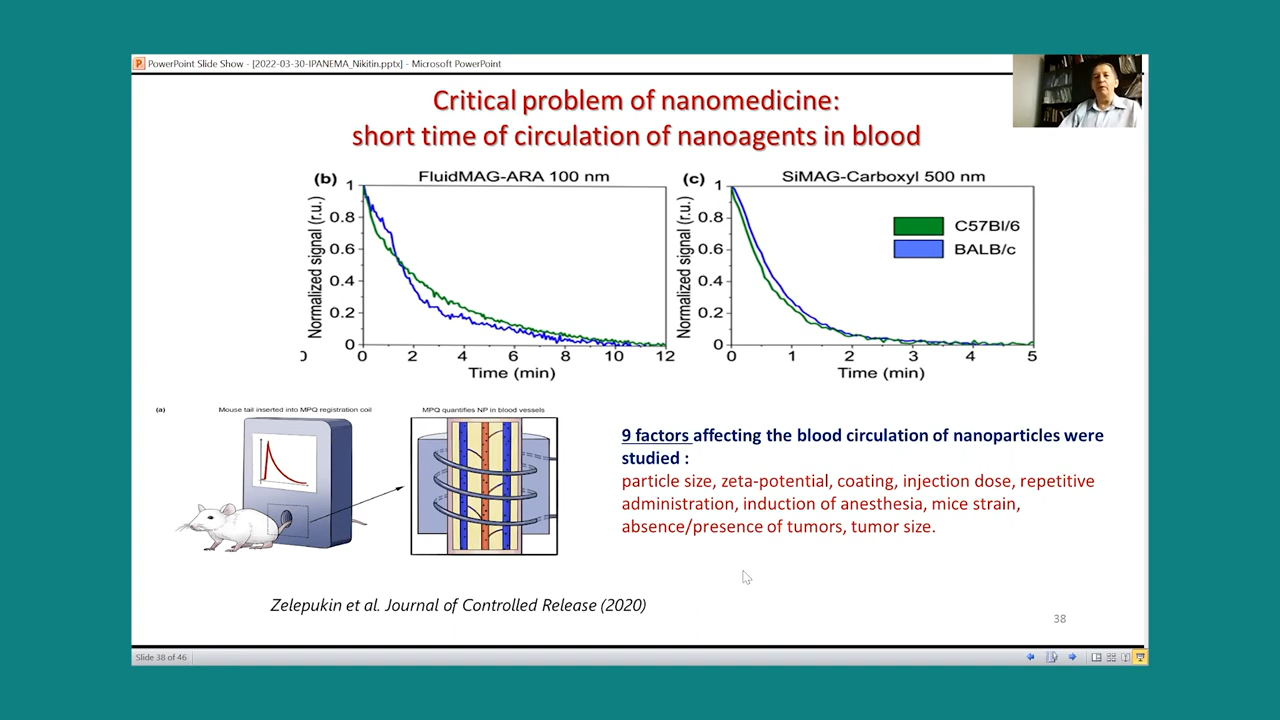 PowerPoint Slide Show - [2022-03-30-IPANEMA_Nikitin.pptx] - Microsoft PowerPoint
Critical problem of nanomedicine:
short time of circulation of nanoagents in blood
(b) FluidMAG-ARA 100 nm
Normalized signal (r.u.)
1
0.8
0.6
0.4
0.2
0
0 0 2 4 6 8 10 12
Time (min)
(c) SiMAG-Carboxyl 500 nm
Normalized signal (r.u.)
1
0.8
0.6
0.4
0.2
0
C57Bl/6
BALB/c
0 1 2 3 4 5
Time (min)
(a) Mouse tail inserted into MPQ registration coil
MPQ quantifies NP in blood vessels
9 factors affecting the blood circulation of nanoparticles were
studied :
particle size, zeta-potential, coating, injection dose, repetitive
administration, induction of anesthesia, mice strain,
absence/presence of tumors, tumor size.
Zelepukin et al. Journal of Controlled Release (2020)
38
Slide 38 of 46